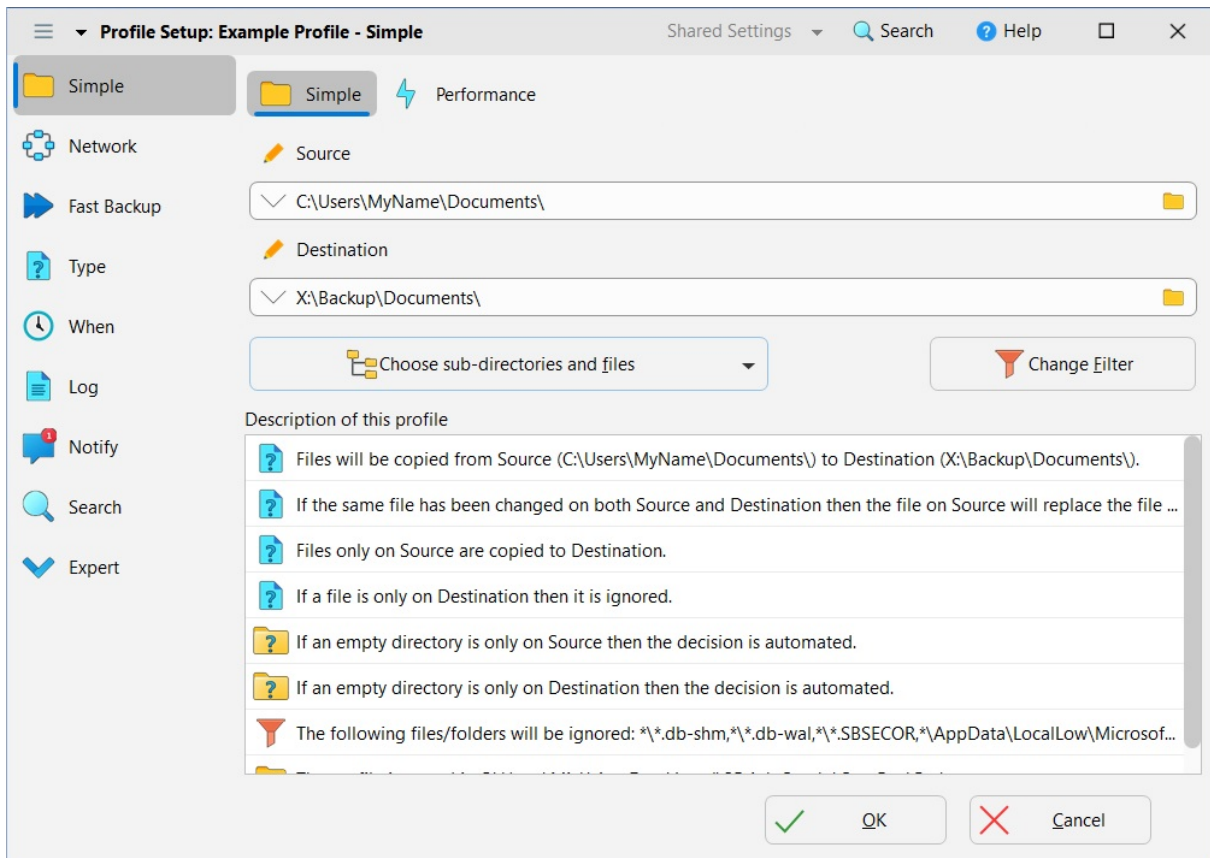 Profile Setup: Example Profile - Simple
Shared Settings
Search
Help
Simple
Network
Fast Backup
Type
When
Log
Notify
1
Search
Expert
Simple
Performance
Source
C:\Users\MyName\Documents\
Destination
X:\Backup\Documents\
Choose sub-directories and files
Change Filter
Description of this profile
Files will be copied from Source (C:\Users\MyName\Documents\) to Destination (X:\Backup\Documents\).
If the same file has been changed on both Source and Destination then the file on Source will replace the file ...
Files only on Source are copied to Destination.
If a file is only on Destination then it is ignored.
If an empty directory is only on Source then the decision is automated.
If an empty directory is only on Destination then the decision is automated.
The following files/folders will be ignored: *\*.db-shm,*\*.db-wal,*\*.SBSECOR,*\AppData\LocalLow\Microsof...
OK
Cancel